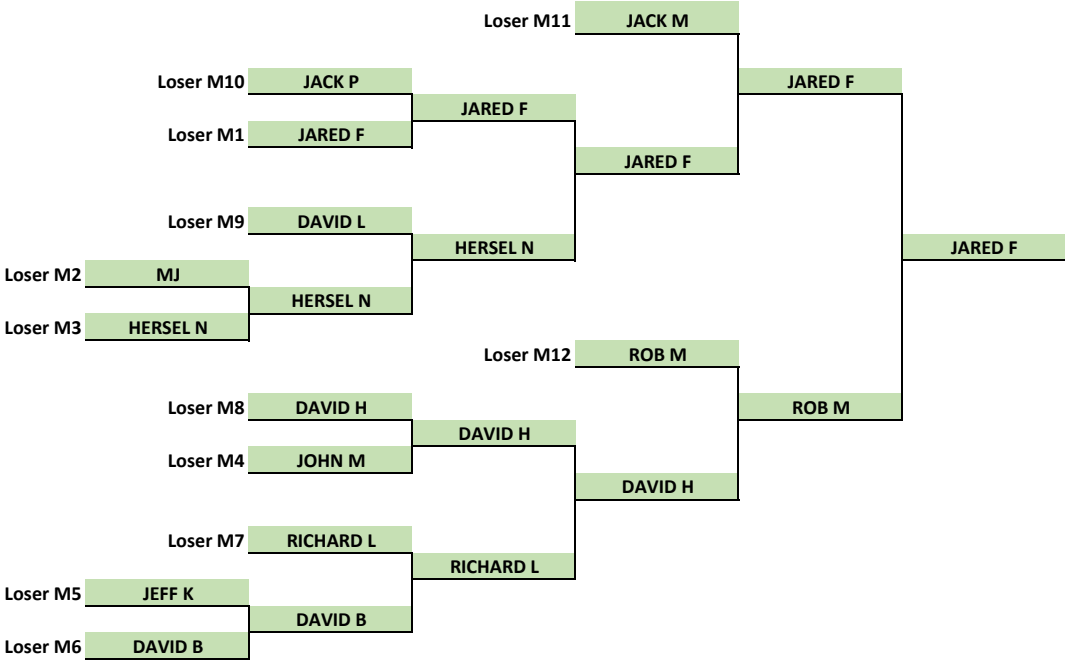 Loser M11 JACK M
Loser M10 JACK P JARED F
JARED F
Loser M1 JARED F
JARED F
Loser M9 DAVID L
HERSEL N JARED F
Loser M2 MJ
HERSEL N
Loser M3 HERSEL N
Loser M12 ROB M
Loser M8 DAVID H ROB M
DAVID H
Loser M4 JOHN M
DAVID H
Loser M7 RICHARD L
RICHARD L
Loser M5 JEFF K
DAVID B
Loser M6 DAVID B